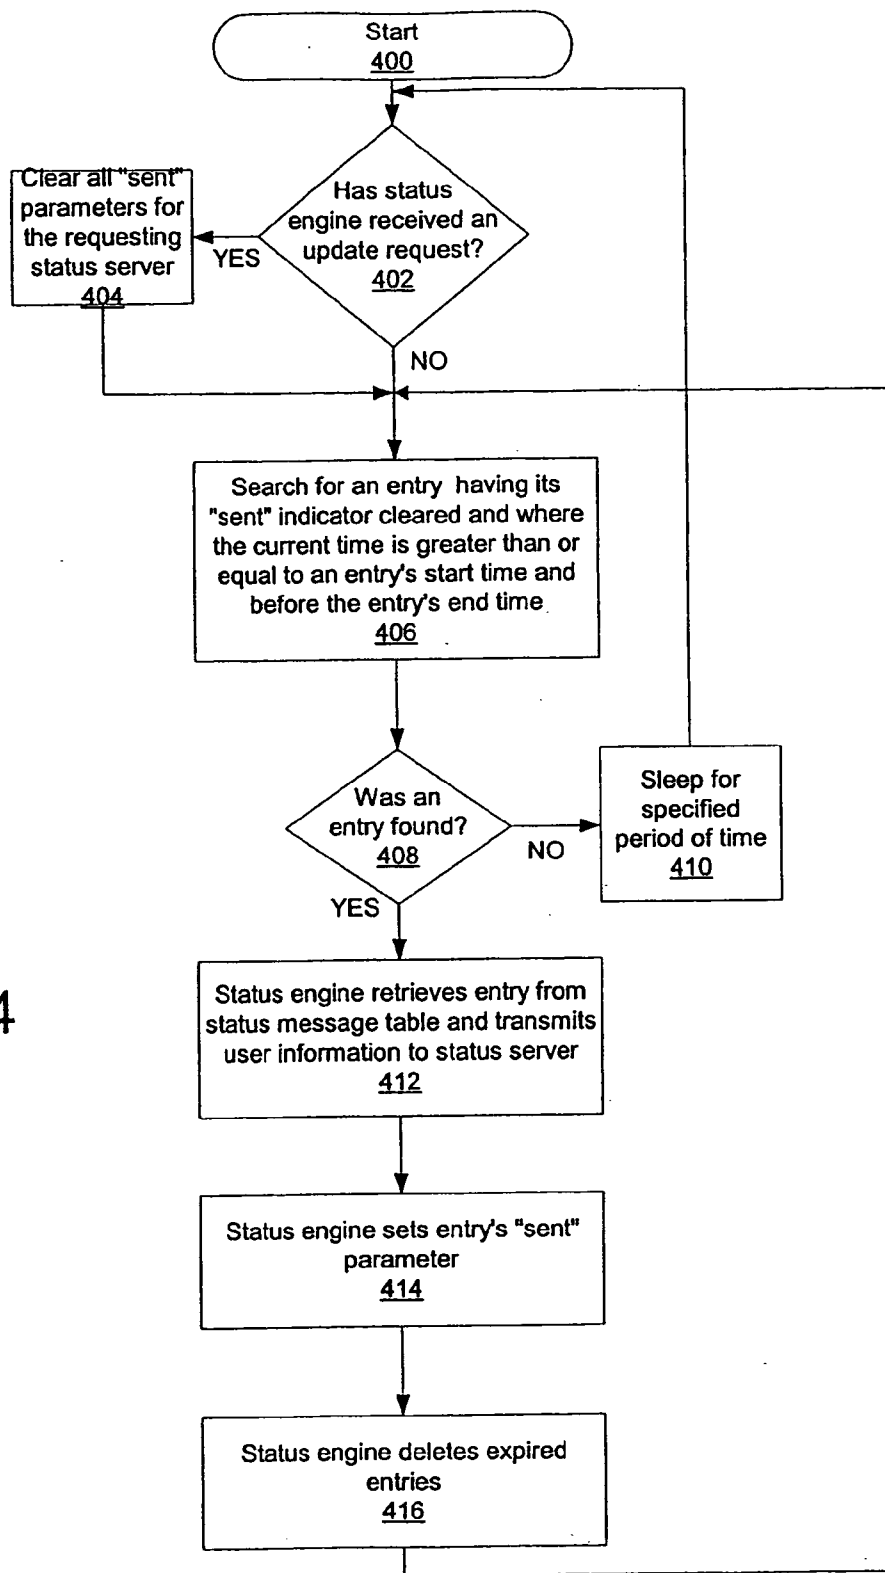 Start
400
Has status
engine received an
update request?
402
YES
NO
Clear all "sent"
parameters for
the requesting
status server
404
Search for an entry having its
"sent" indicator cleared and where
the current time is greater than or
equal to an entry's start time and
before the entry's end time
406
Was an
entry found?
408
NO
YES
Sleep for
specified
period of time
410
Status engine retrieves entry from
status message table and transmits
user information to status server
412
4
Status engine sets entry's "sent"
parameter
414
Status engine deletes expired
entries
416